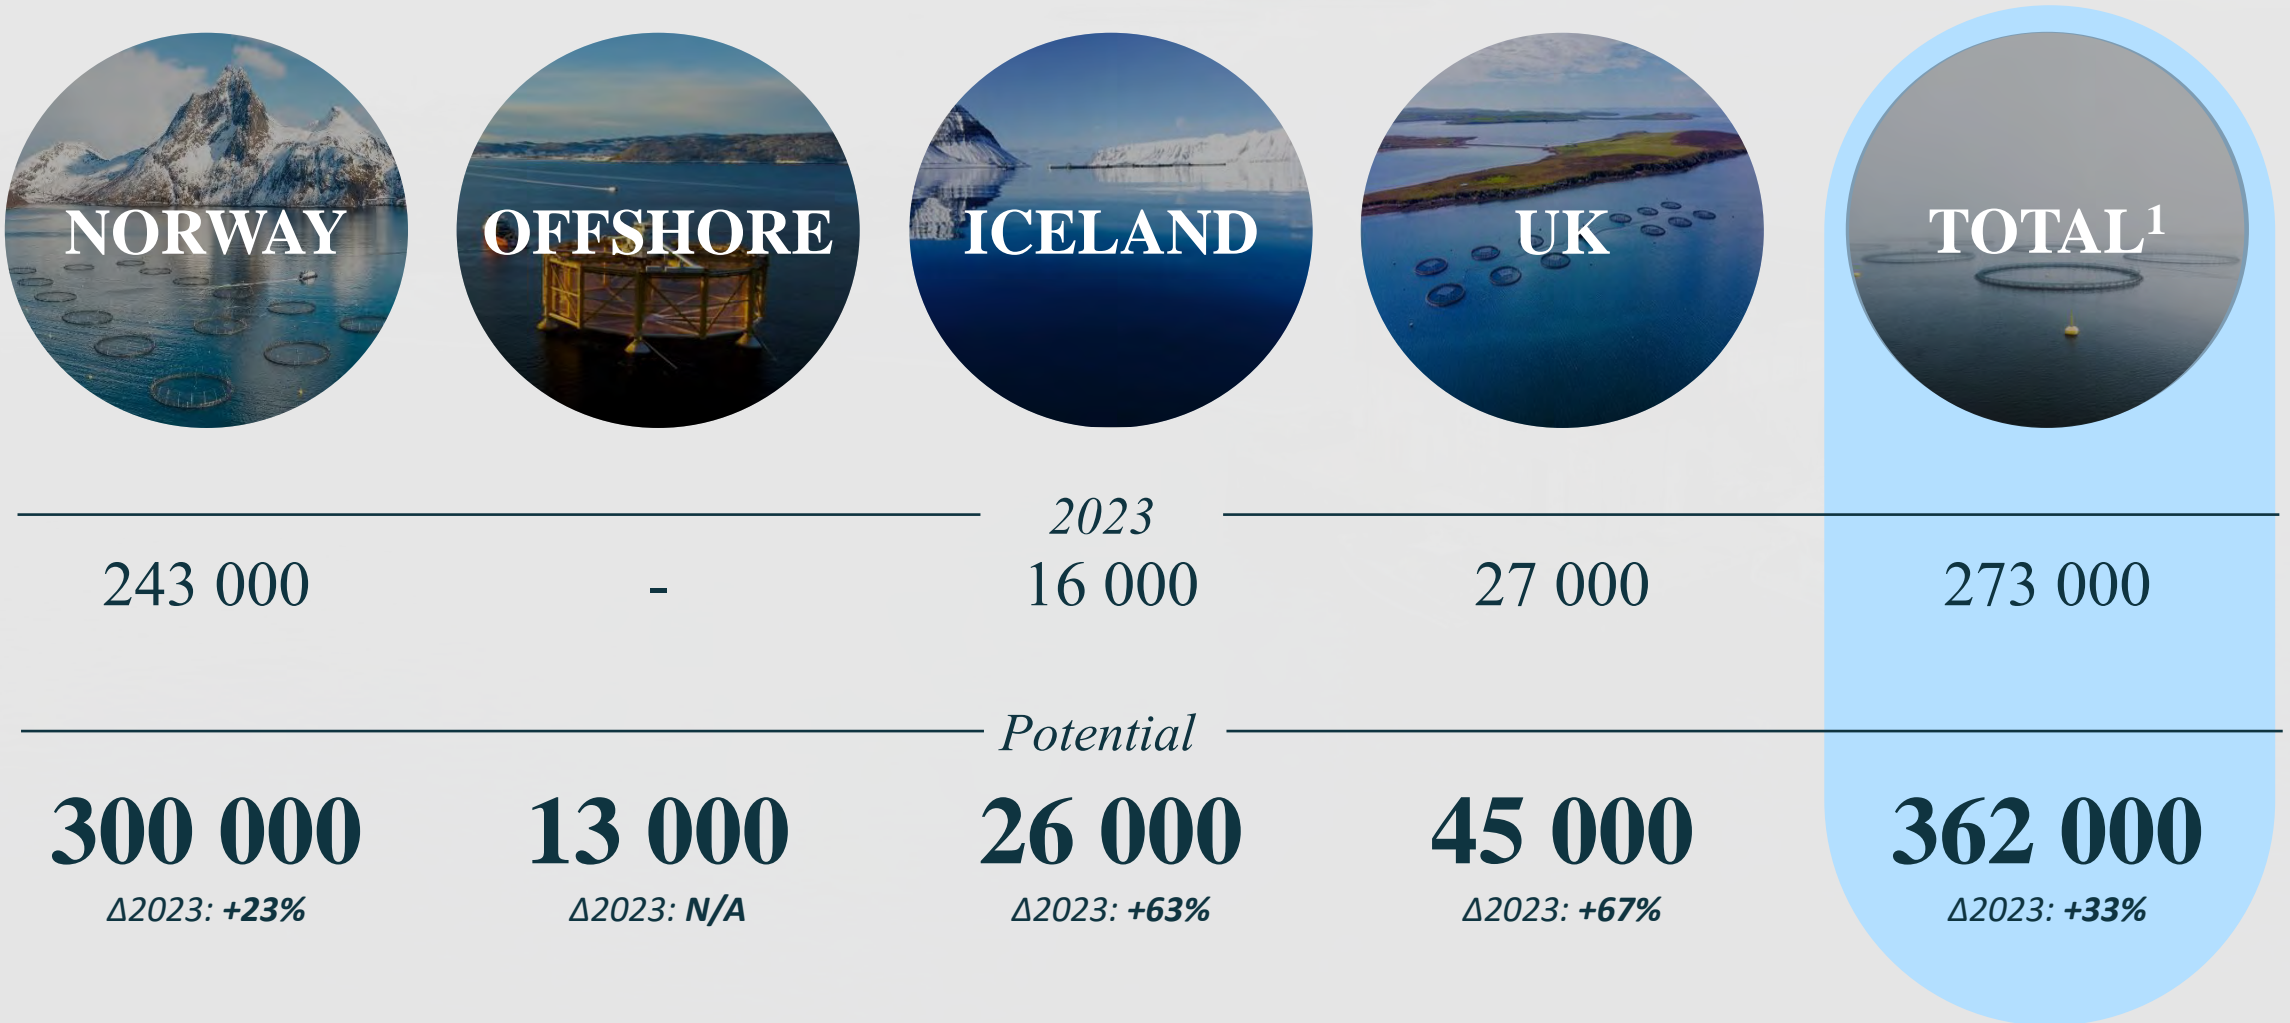 NORWAY OFFSHORE ICELAND UK TOTAL¹
2023
243 000 - 16 000 27 000 273 000
Potential
300 000 13 000 26 000 45 000 362 000
Δ2023: +23% Δ2023: N/A Δ2023: +63% Δ2023: +67% Δ2023: +33%